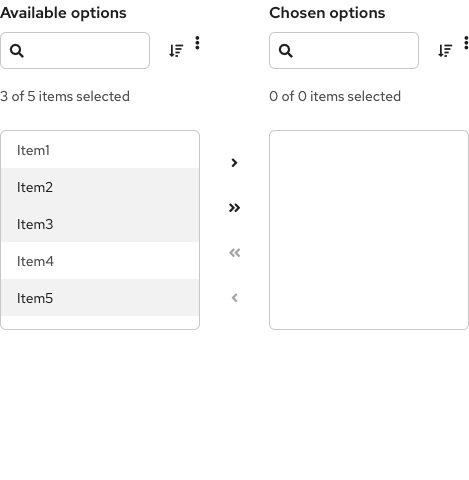 Available options
3 of 5 items selected
Item1
Item2
Item3
Item4
Item5
Chosen options
0 of 0 items selected